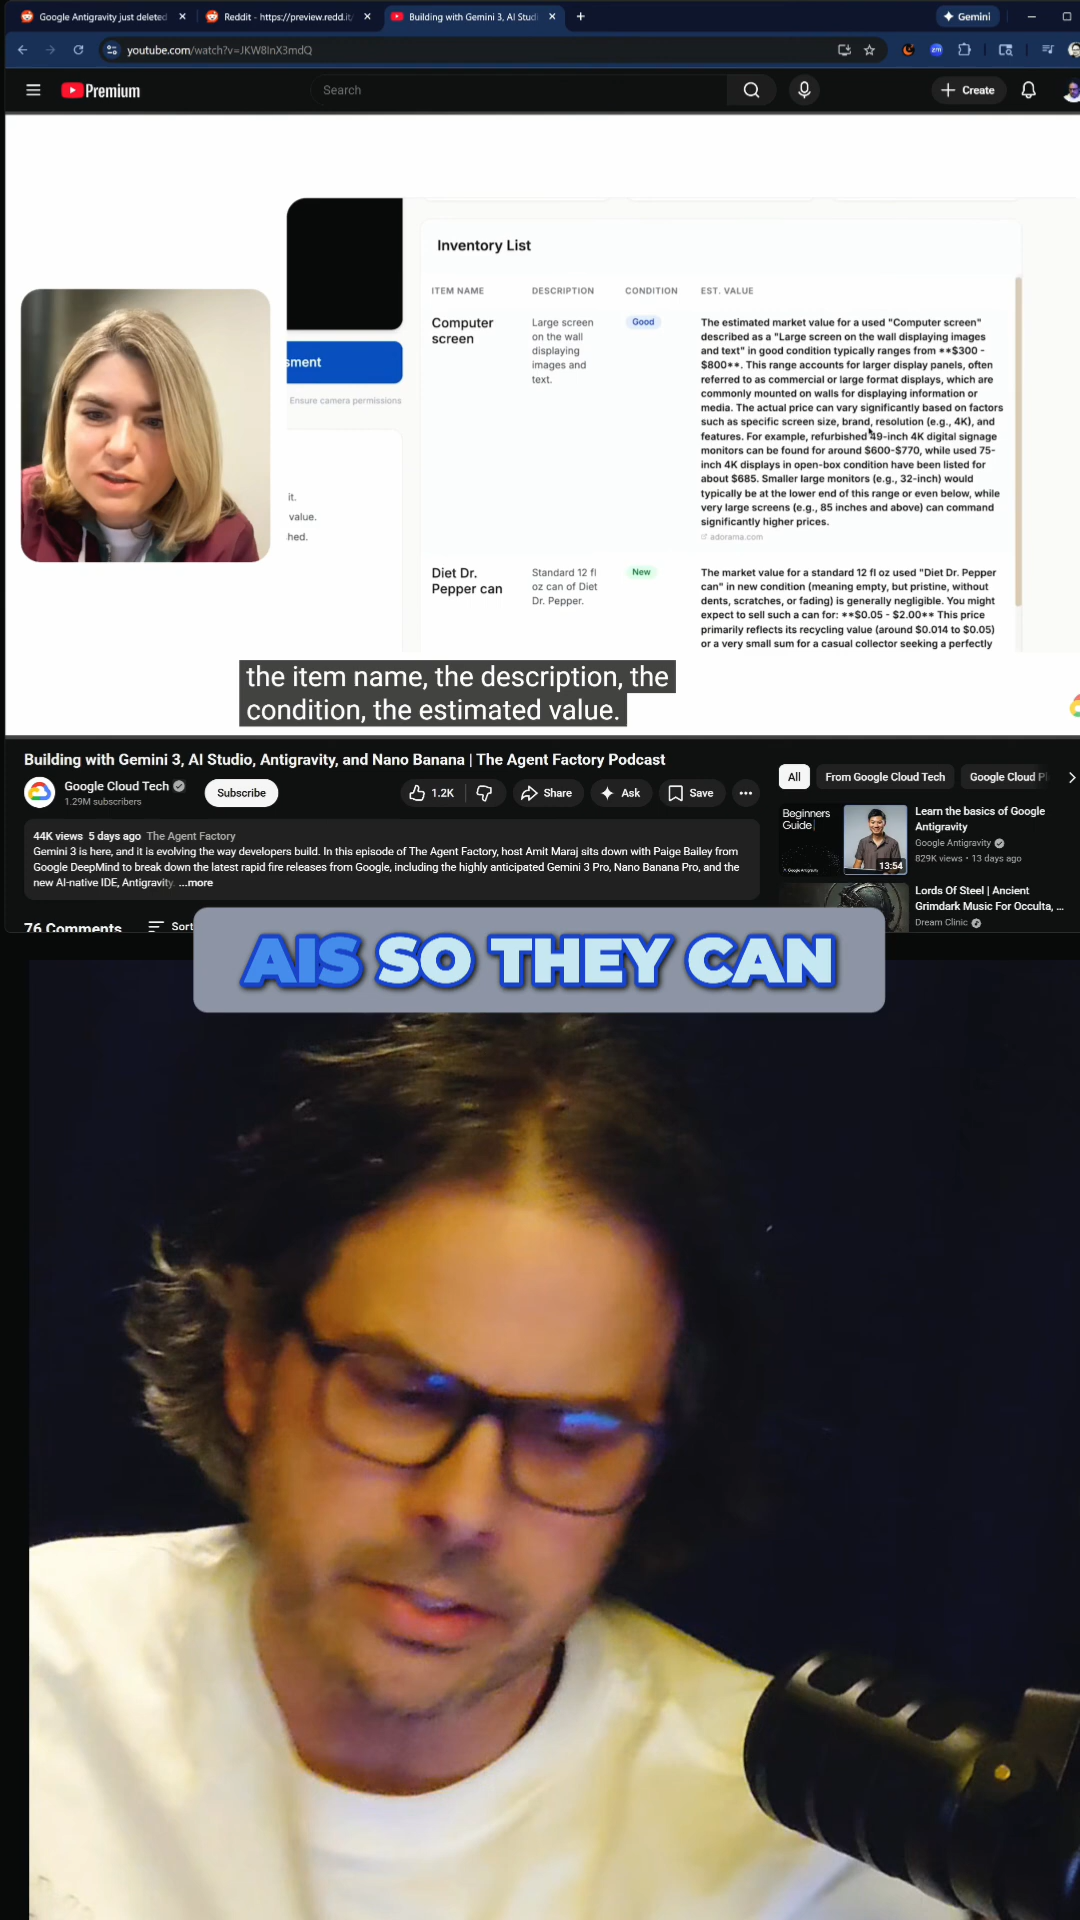 Google Antigravity just deleted
Reddit - https://preview.redd.it/
Building with Gemini 3, AI Studi
Gemini
youtube.com/watch?v=JKW8lnX3mdQ
Premium
Search
Create
Inventory List
ITEM NAME
DESCRIPTION
CONDITION
EST. VALUE
Computer
screen
Large screen
on the wall
displaying
images and
text.
Good
The estimated market value for a used "Computer screen"
described as a "Large screen on the wall displaying images
and text" in good condition typically ranges from **$300 -
$800**. This range accounts for larger display panels, often
referred to as commercial or large format displays, which are
commonly mounted on walls for displaying information or
media. The actual price can vary significantly based on factors
such as specific screen size, brand, resolution (e.g., 4K), and
features. For example, refurbished 49-inch 4K digital signage
monitors can be found for around $600-$770, while used 75-
inch 4K displays in open-box condition have been listed for
about $685. Smaller large monitors (e.g., 32-inch) would
typically be at the lower end of this range or even below, while
very large screens (e.g., 85 inches and above) can command
significantly higher prices.
adorama.com
sment
Ensure camera permissions
it.
value.
hed.
Diet Dr.
Pepper can
Standard 12 fl
oz can of Diet
Dr. Pepper.
New
The market value for a standard 12 fl oz used "Diet Dr. Pepper
can" in new condition (meaning empty, but pristine, without
dents, scratches, or fading) is generally negligible. You might
expect to sell such a can for: **$0.05 - $2.00** This price
primarily reflects its recycling value (around $0.014 to $0.05)
or a very small sum for a casual collector seeking a perfectly
the item name, the description, the
condition, the estimated value.
Building with Gemini 3, AI Studio, Antigravity, and Nano Banana | The Agent Factory Podcast
Google Cloud Tech
1.29M subscribers
Subscribe
1.2K
Share
Ask
Save
44K views 5 days ago The Agent Factory
Gemini 3 is here, and it is evolving the way developers build. In this episode of The Agent Factory, host Amit Maraj sits down with Paige Bailey from
Google DeepMind to break down the latest rapid fire releases from Google, including the highly anticipated Gemini 3 Pro, Nano Banana Pro, and the
new AI-native IDE, Antigravity. ...more
76 Comments
Sort
All
From Google Cloud Tech
Google Cloud Pl
Beginners
Guide
Google Antigravity
13:54
Learn the basics of Google
Antigravity
Google Antigravity
829K views • 13 days ago
Lords Of Steel | Ancient
Grimdark Music For Occulta, ...
Dream Clinic
AIS SO THEY CAN